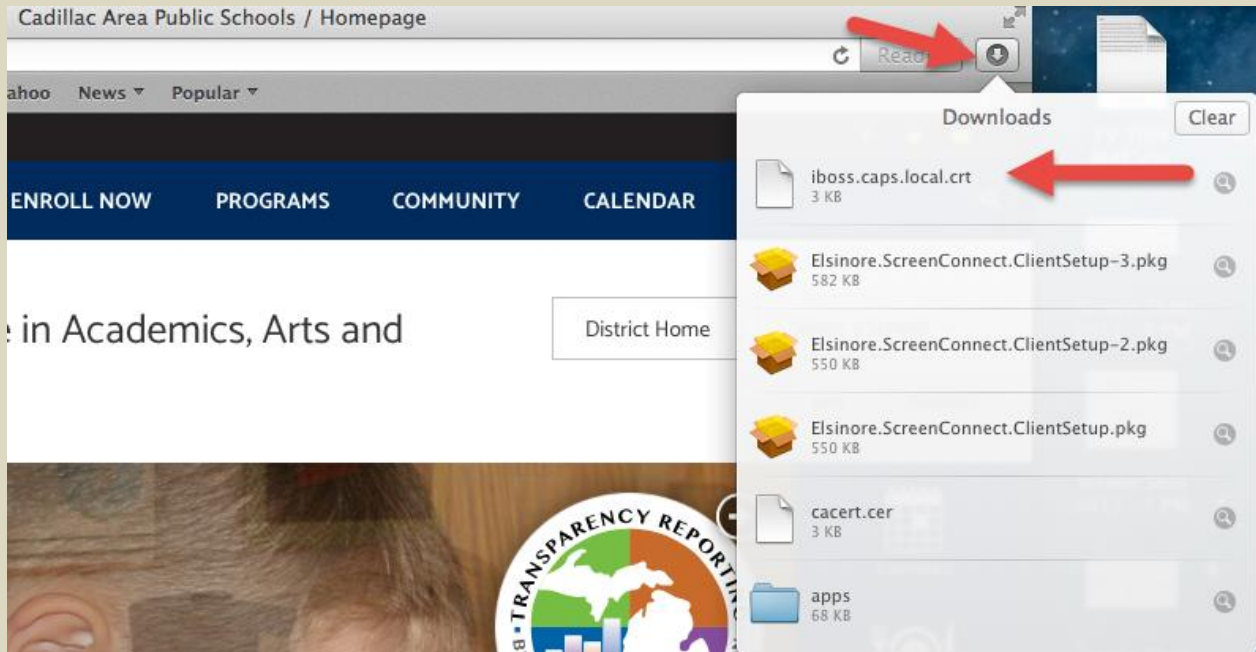 Cadillac Area Public Schools / Homepage
ahoo News Popular
Downloads
Clear
ENROLL NOW PROGRAMS COMMUNITY CALENDAR
iboss.caps.local.crt
3 KB
Elsinore.ScreenConnect.ClientSetup-3.pkg
582 KB
in Academics, Arts and
District Home
Elsinore.ScreenConnect.ClientSetup-2.pkg
550 KB
Elsinore.ScreenConnect.ClientSetup.pkg
550 KB
cacert.cer
3 KB
TRANSPARENCY REPORTING
apps
68 KB